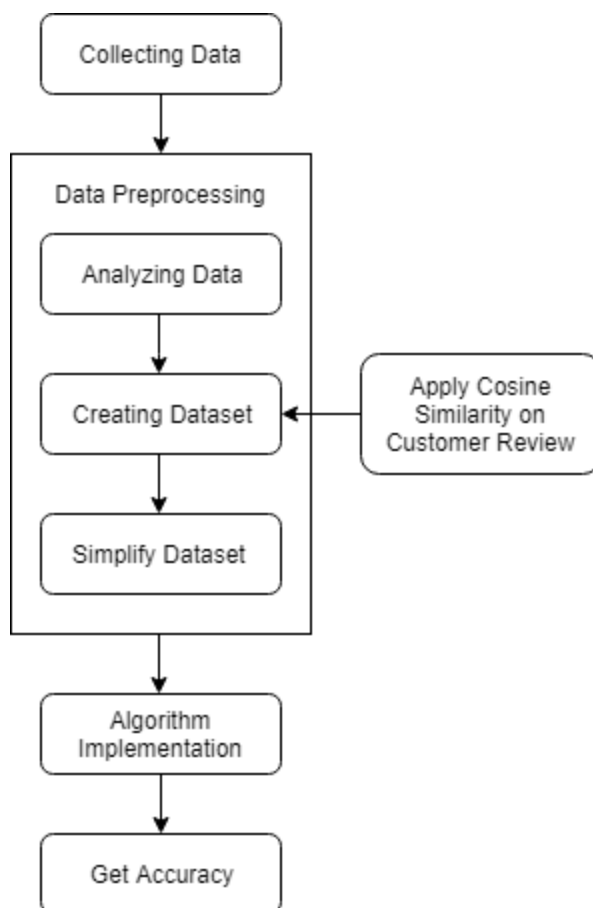 Collecting Data
Data Preprocessing
Analyzing Data
Creating Dataset
Apply Cosine
Similarity on
Customer Review
Simplify Dataset
Algorithm
Implementation
Get Accuracy